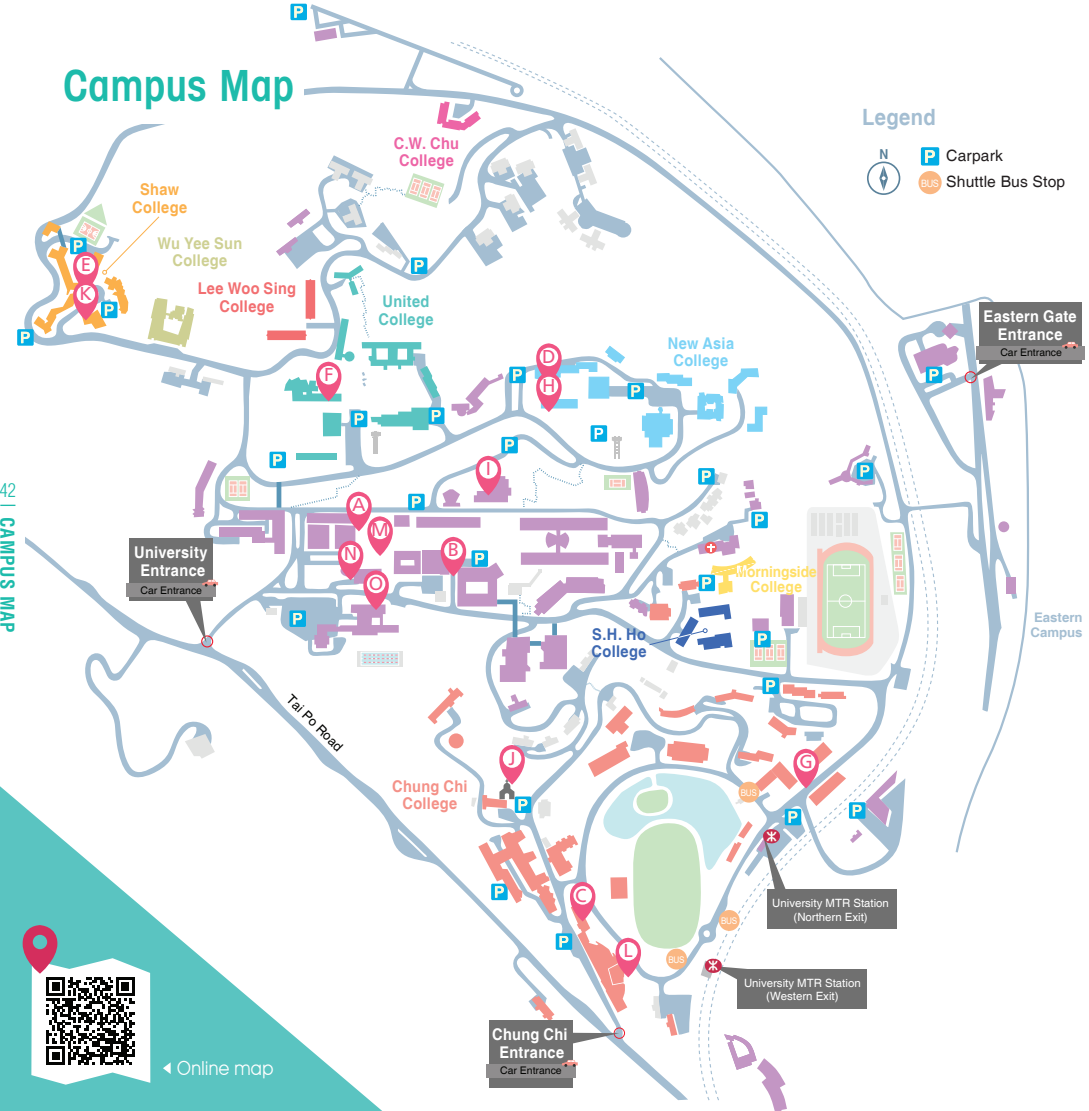 Campus Map
P
C.W. Chu
College
Legend
N
P Carpark
BUS Shuttle Bus Stop
Shaw
College
Wu Yee Sun
College
P
E
K
P
P
Lee Woo Sing
College
P
United
College
New Asia
College
Eastern Gate
Entrance
Car Entrance
P
F
P
D
H
P
P
P
P
P
P
I
P
P
P
P
A
M
N
B
P
O
P
University
Entrance
Car Entrance
42 | CAMPUS MAP
Morningside
College
P
S.H. Ho
College
P
P
Eastern
Campus
Tai Po Road
Chung Chi
College
J
P
G
BUS
P
P
University MTR Station
(Northern Exit)
P
C
P
L
BUS
BUS
University MTR Station
(Western Exit)
Chung Chi
Entrance
Car Entrance
Online map